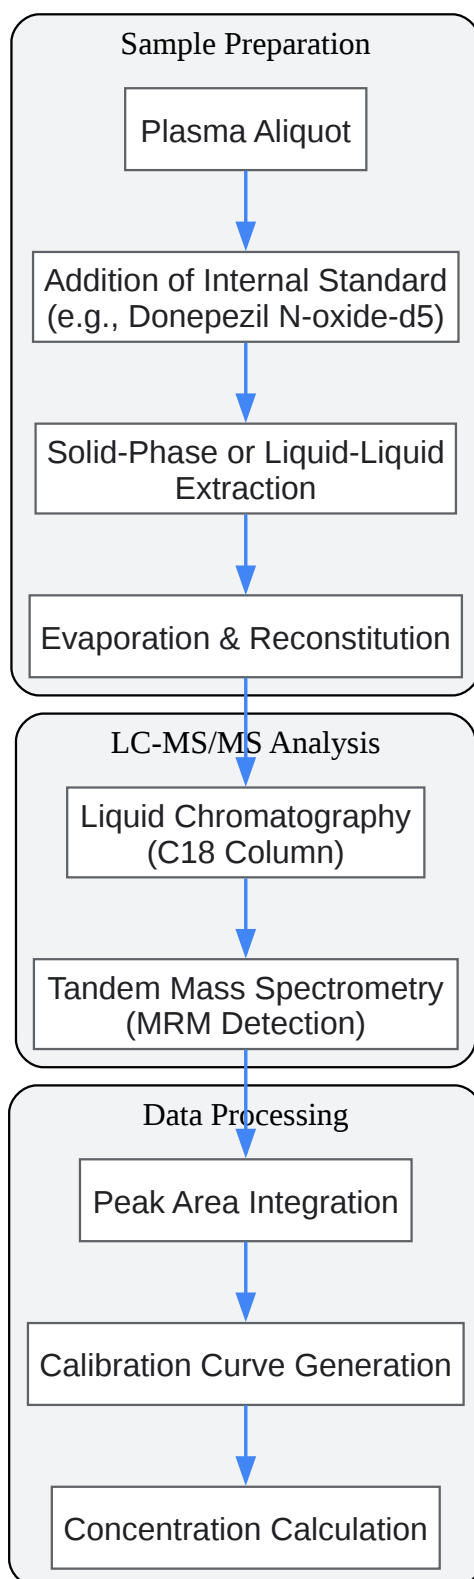 Sample Preparation
Plasma Aliquot
Addition of Internal Standard
(e.g., Donepezil N-oxide-d5)
Solid-Phase or Liquid-Liquid
Extraction
Evaporation & Reconstitution
LC-MS/MS Analysis
Liquid Chromatography
(C18 Column)
Tandem Mass Spectrometry
(MRM Detection)
Data Processing
Peak Area Integration
Calibration Curve Generation
Concentration Calculation